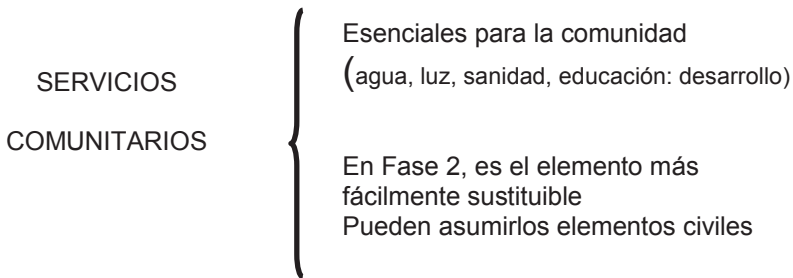 SERVICIOS
COMUNITARIOS
Esenciales para la comunidad
(agua, luz, sanidad, educación: desarrollo)
En Fase 2, es el elemento más
fácilmente sustituible
Pueden asumirlos elementos civiles